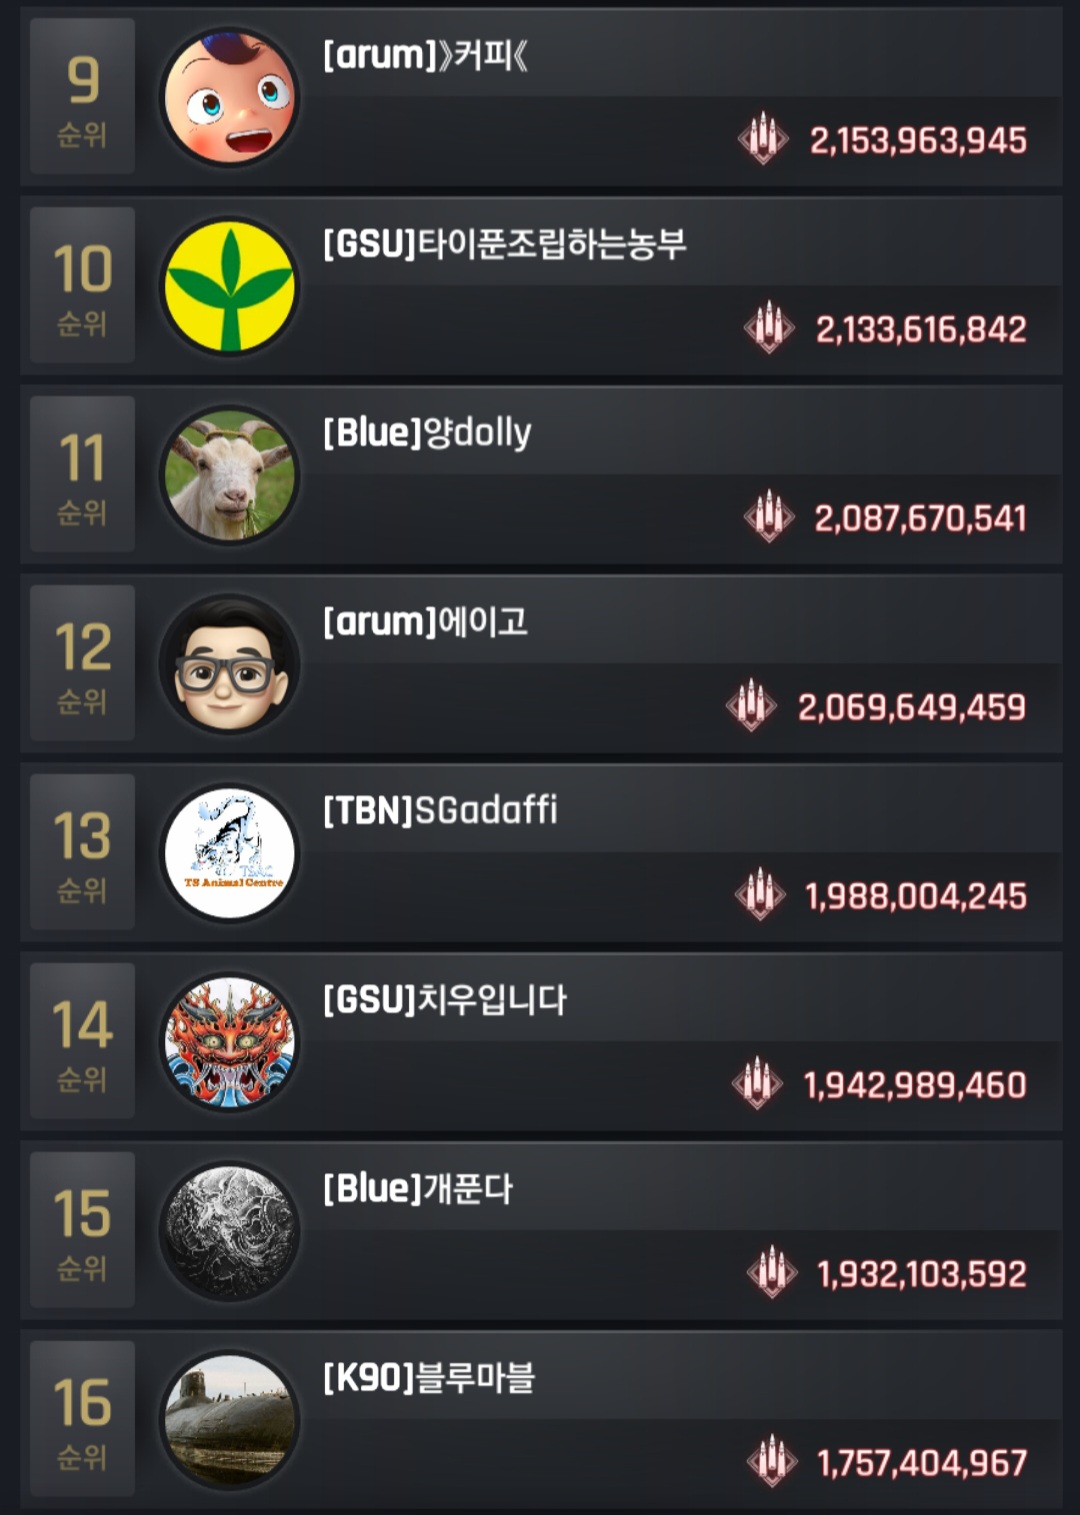 9
순위
[arum]》커피《
2,153,963,945
10
순위
[GSU]타이푼조립하는농부
2,133,616,842
11
순위
[Blue]양dolly
2,087,670,541
12
순위
[arum]에이고
2,069,649,459
13
순위
TS Animal Centre
[TBN]SGadaffi
1,988,004,245
14
순위
[GSU]치우입니다
1,942,989,460
15
순위
[Blue]개푼다
1,932,103,592
16
순위
[K90]블루마블
1,757,404,967